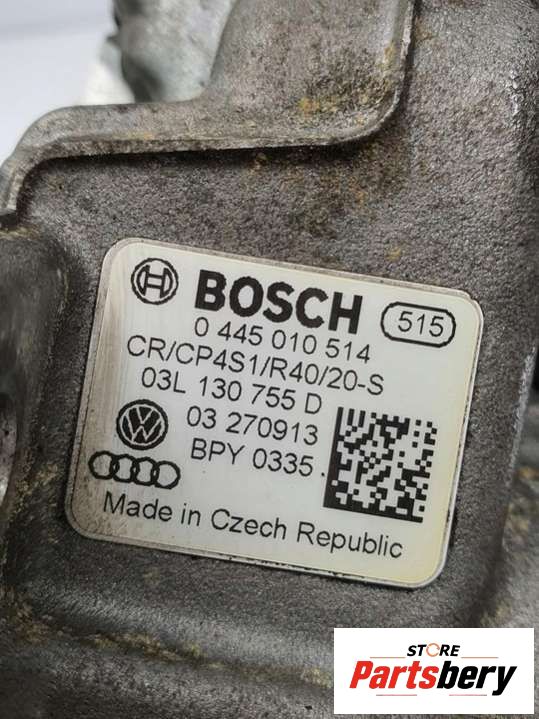 BOSCH 515
0 445 010 514
CR/CP4S1/R40/20-S
03L 130 755 D
03 270913
BPY 0335
Made in Czech Republic
STORE
Partsbery